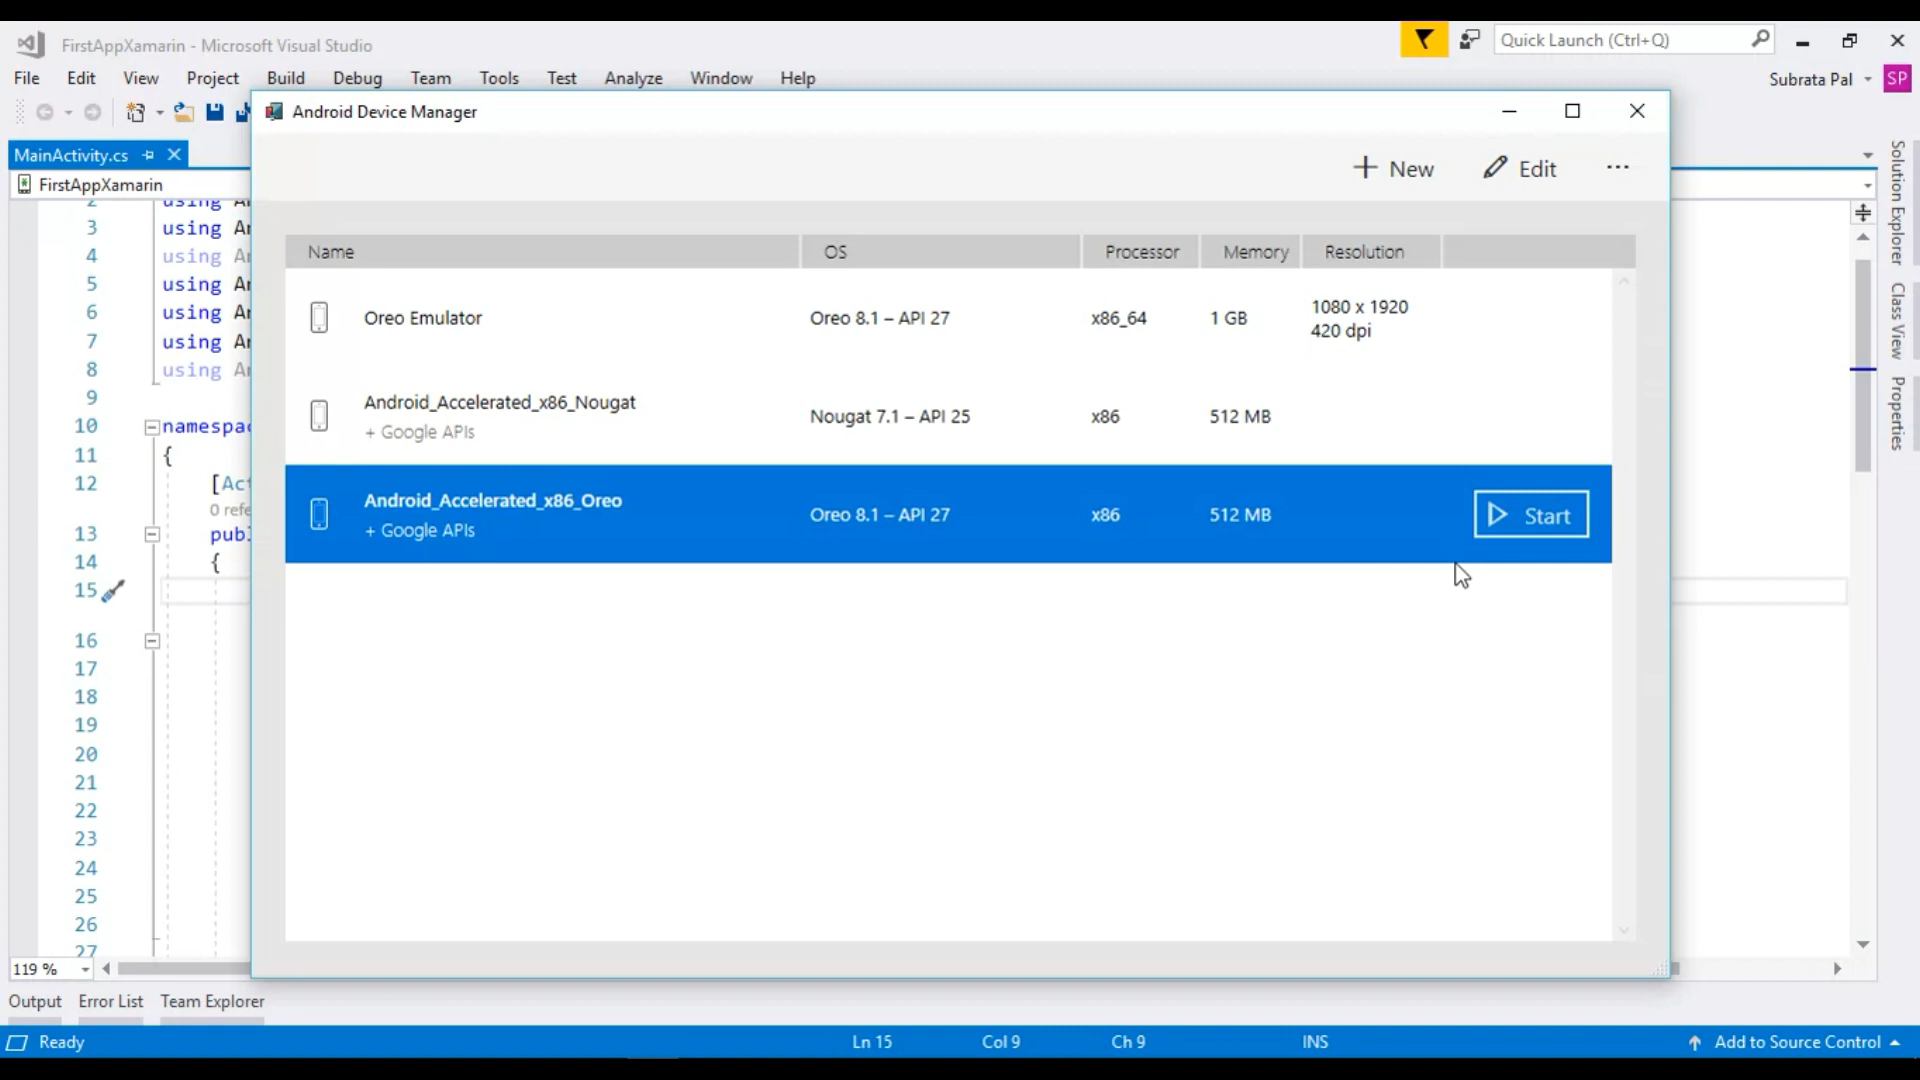 FirstAppXamarin - Microsoft Visual Studio
Quick Launch (Ctrl+Q)
File Edit View Project Build Debug Team Tools Test Analyze Window Help
Subrata Pal SP
Android Device Manager
MainActivity.cs
New Edit ...
FirstAppXamarin
Name OS Processor Memory Resolution
Oreo Emulator Oreo 8.1 – API 27 x86_64 1 GB 1080 x 1920
420 dpi
Android_Accelerated_x86_Nougat
+ Google APIs
Nougat 7.1 – API 25 x86 512 MB
Android_Accelerated_x86_Oreo
+ Google APIs
Oreo 8.1 – API 27 x86 512 MB Start
2 using A
3 using A
4 using A
5 using A
6 using A
7 using A
8 using A
9
10 namespa
11 {
12 [Ac
0 refe
13 publ
14 {
15
16
17
18
19
20
21
22
23
24
25
26
27
Solution Explorer
Class View
Properties
119 %
Output Error List Team Explorer
Ready Ln 15 Col 9 Ch 9 INS Add to Source Control